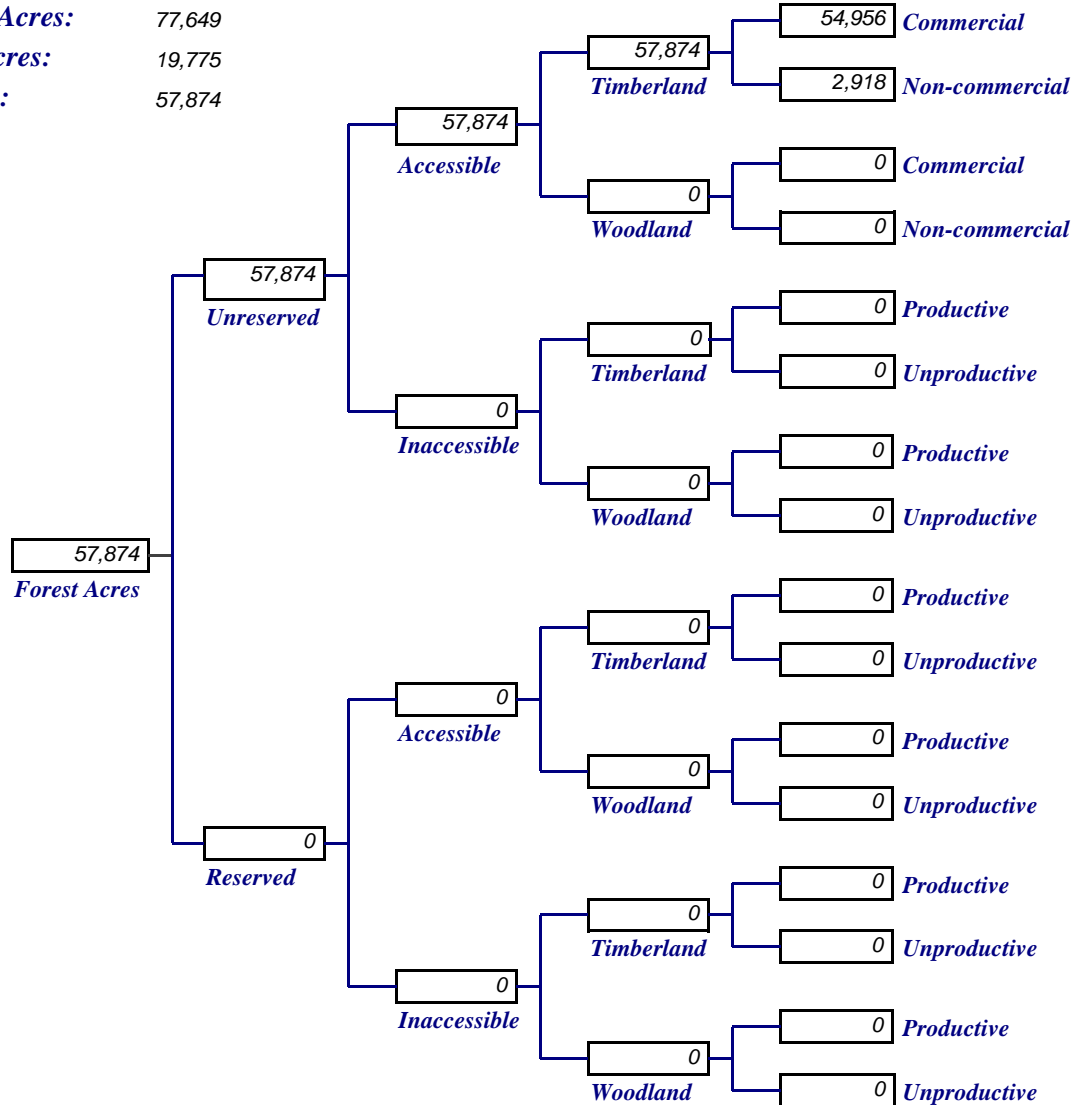 Acres: 77,649
cres: 19,775
: 57,874
54,956 Commercial
57,874
Timberland
2,918 Non-commercial
57,874
Accessible
0 Commercial
0
Woodland
0 Non-commercial
57,874
Unreserved
0 Productive
0
Timberland
0 Unproductive
0
Inaccessible
0 Productive
0
Woodland
0 Unproductive
57,874
Forest Acres
0 Productive
0
Timberland
0 Unproductive
0
Accessible
0 Productive
0
Woodland
0 Unproductive
0
Reserved
0 Productive
0
Timberland
0 Unproductive
0
Inaccessible
0 Productive
0
Woodland
0 Unproductive